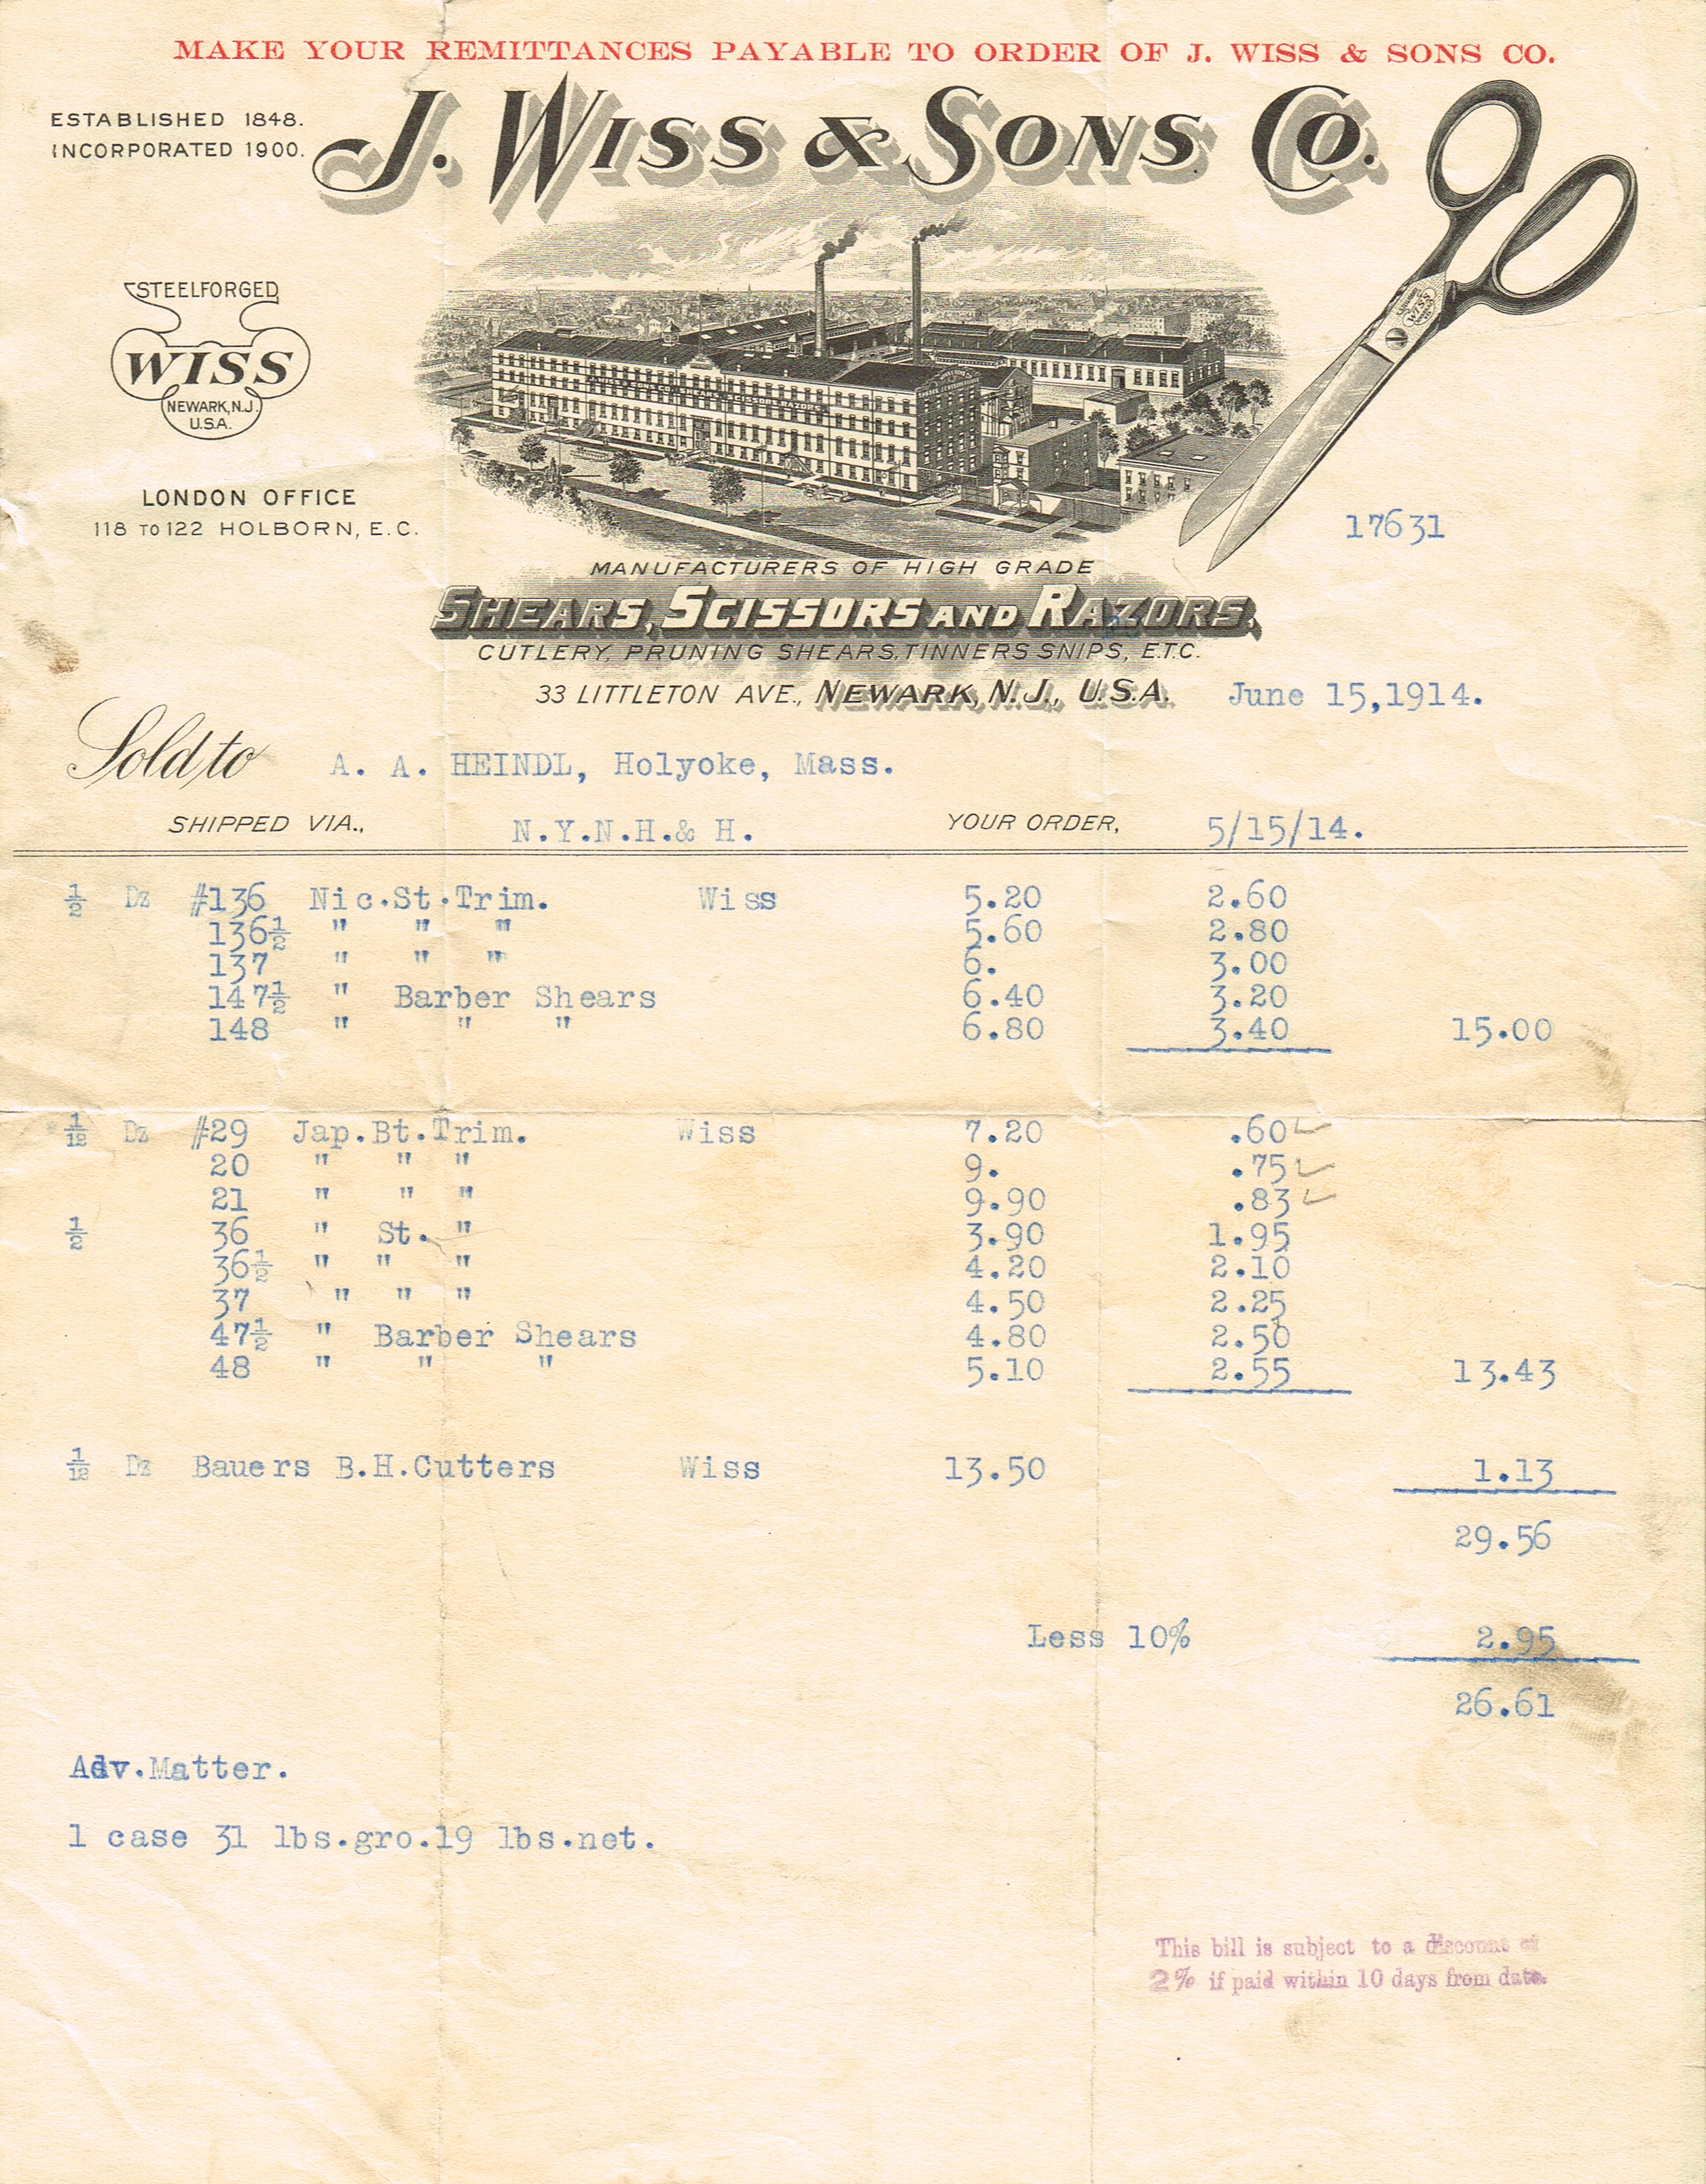 MAKE YOUR REMITTANCES PAYABLE TO ORDER OF J. WISS & SONS CO.
ESTABLISHED 1848.
INCORPORATED 1900.
J. WISS & SONS CO.
STEELFORGED
WISS
NEWARK, N.J.
U.S.A.
LONDON OFFICE
118 TO 122 HOLBORN, E.C.
17631
MANUFACTURERS OF HIGH GRADE
SHEARS, SCISSORS AND RAZORS,
CUTLERY, PRUNING SHEARS, TINNERS SNIPS, ETC.
33 LITTLETON AVE., NEWARK, N.J., U.S.A. June 15,1914.
Sold to A. A. HEINDL, Holyoke, Mass.
SHIPPED VIA., N.Y.N.H.& H. YOUR ORDER, 5/15/14.
½ Dz #136 Nic.St.Trim. Wiss 5.20 2.60
136½ " " " 5.60 2.80
137 " " " 6. 3.00
147½ " Barber Shears 6.40 3.20
148 " " " 6.80 3.40 15.00
1/12 Dz #29 Jap.Bt.Trim. Wiss 7.20 .60✓
20 " " " 9. .75✓
21 " " " 9.90 .83✓
½ 36 " St. " 3.90 1.95
36½ " " " 4.20 2.10
37 " " " 4.50 2.25
47½ " Barber Shears 4.80 2.50
48 " " " 5.10 2.55 13.43
1/12 Dz Bauers B.H.Cutters Wiss 13.50 1.13
29.56
Less 10% 2.95
26.61
Adv.Matter.
1 case 31 lbs.gro.19 lbs.net.
This bill is subject to a discount of
2% if paid within 10 days from date.